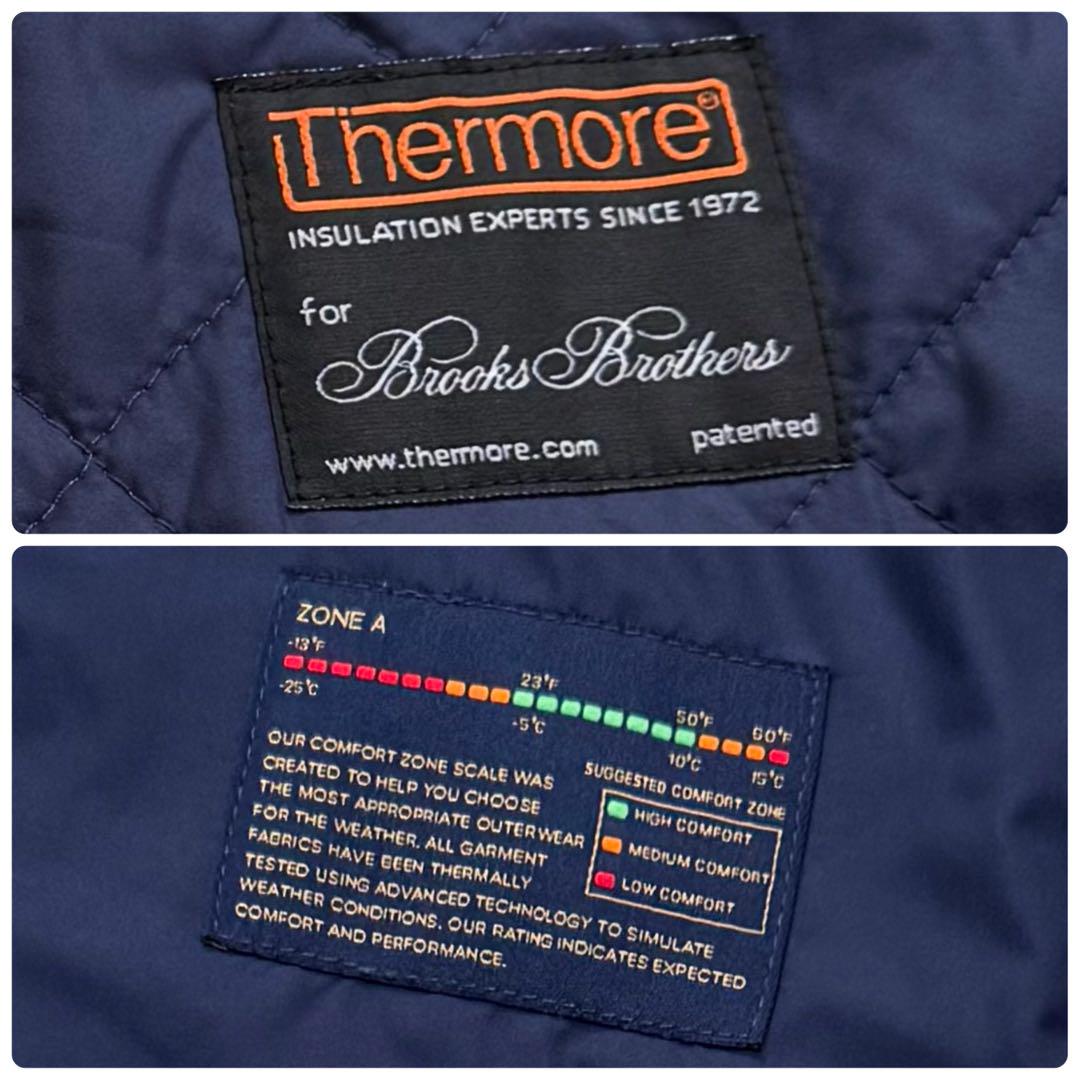 Thermore®
INSULATION EXPERTS SINCE 1972
for
Brooks Brothers
www.thermore.com patented
ZONE A
-13°F
23°F
50°F
60°F
-25°C
-5°C
10°C
15°C
OUR COMFORT ZONE SCALE WAS
CREATED TO HELP YOU CHOOSE
THE MOST APPROPRIATE OUTERWEAR
FOR THE WEATHER. ALL GARMENT
FABRICS HAVE BEEN THERMALLY
TESTED USING ADVANCED TECHNOLOGY TO SIMULATE
WEATHER CONDITIONS. OUR RATING INDICATES EXPECTED
COMFORT AND PERFORMANCE.
SUGGESTED COMFORT ZONE
HIGH COMFORT
MEDIUM COMFORT
LOW COMFORT